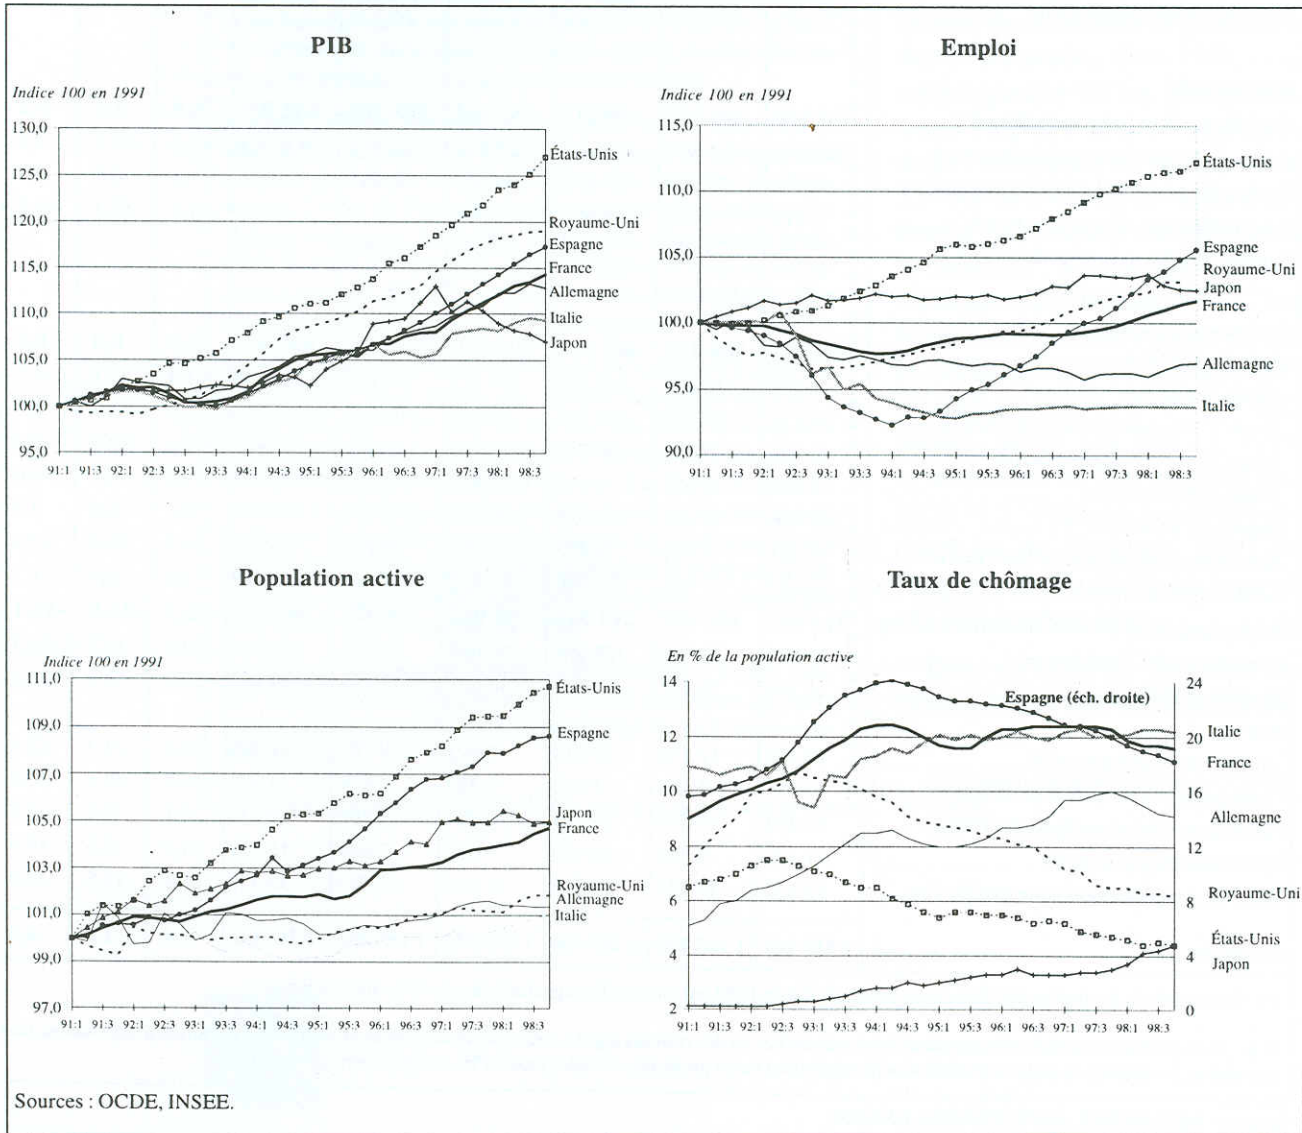 PIB
Indice 100 en 1991
130,0
125,0
120,0
115,0
110,0
105,0
100,0
95,0
États-Unis
Royaume-Uni
Espagne
France
Allemagne
Italie
Japon
91:1 91:3 92:1 92:3 93:1 93:3 94:1 94:3 95:1 95:3 96:1 96:3 97:1 97:3 98:1 98:3
Emploi
Indice 100 en 1991
115,0
110,0
105,0
100,0
95,0
90,0
États-Unis
Espagne
Royaume-Uni
Japon
France
Allemagne
Italie
91:1 91:3 92:1 92:3 93:1 93:3 94:1 94:3 95:1 95:3 96:1 96:3 97:1 97:3 98:1 98:3
Population active
Indice 100 en 1991
111,0
109,0
107,0
105,0
103,0
101,0
99,0
97,0
États-Unis
Espagne
Japon
France
Royaume-Uni
Allemagne
Italie
91:1 91:3 92:1 92:3 93:1 93:3 94:1 94:3 95:1 95:3 96:1 96:3 97:1 97:3 98:1 98:3
Taux de chômage
En % de la population active
14
12
10
8
6
4
2
Espagne (éch. droite)
24
20
16
12
8
4
0
Italie
France
Allemagne
Royaume-Uni
États-Unis
Japon
91:1 91:3 92:1 92:3 93:1 93:3 94:1 94:3 95:1 95:3 96:1 96:3 97:1 97:3 98:1 98:3
Sources : OCDE, INSEE.